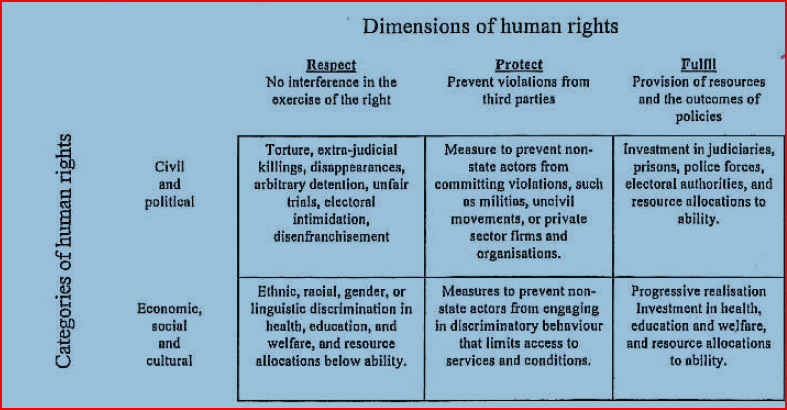 Dimensions of human rights
Respect
No interference in the
exercise of the right
Protect
Prevent violations from
third parties
Fulfill
Provision of resources
and the outcomes of
policies
Categories of human rights
Civil
and
political
Torture, extra-judicial
killings, disappearances,
arbitrary detention, unfair
trials, electoral
intimidation,
disenfranchisement
Measure to prevent non-
state actors from
committing violations, such
as militias, uncivil
movements, or private
sector firms and
organisations.
Investment in judiciaries,
prisons, police forces,
electoral authorities, and
resource allocations to
ability.
Economic,
social
and
cultural
Ethnic, racial, gender, or
linguistic discrimination in
health, education, and
welfare, and resource
allocations below ability.
Measures to prevent non-
state actors from engaging
in discriminatory behaviour
that limits access to
services and conditions.
Progressive realisation
Investment in health,
education and welfare,
and resource allocations
to ability.